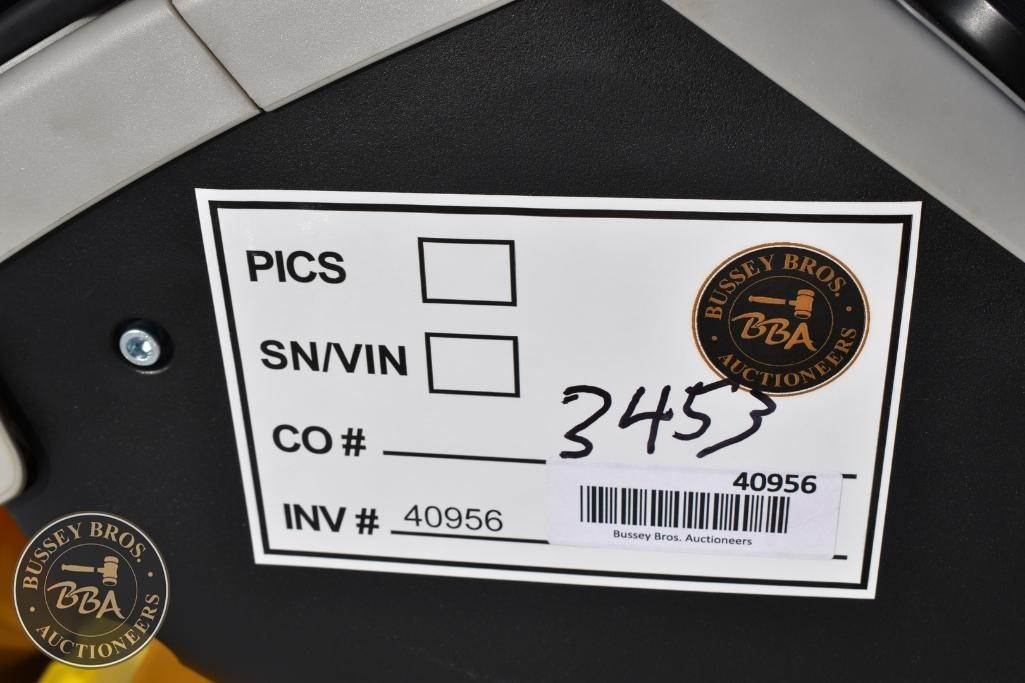 PICS
SN/VIN
CO # 3453
INV # 40956
BUSSEY BROS.
BBA
AUCTIONEERS
40956
Bussey Bros. Auctioneers
BUSSEY BROS.
BBA
AUCTIONEERS